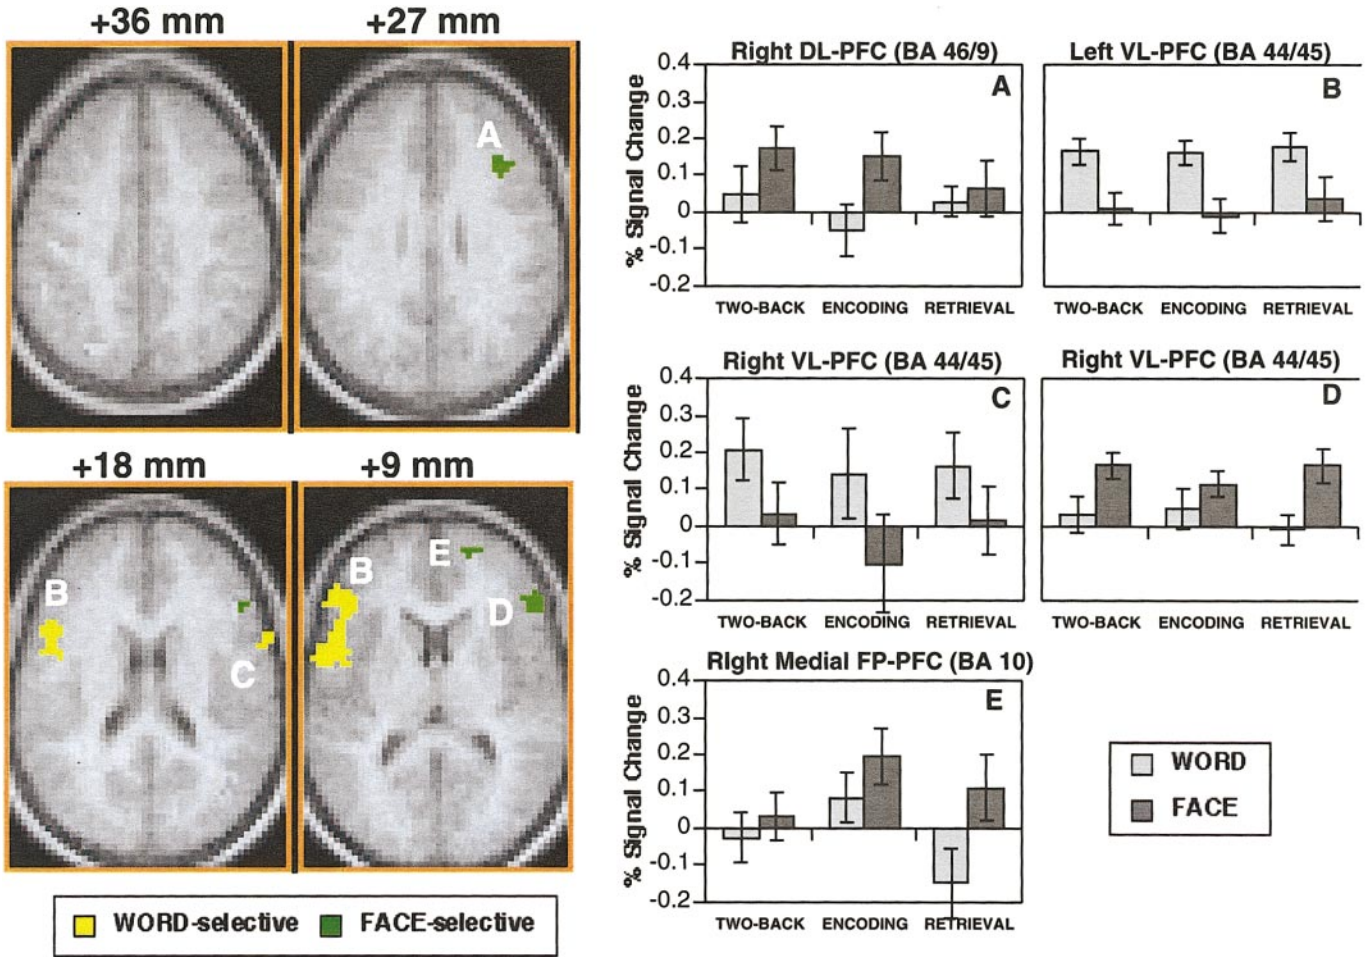 +36 mm
+27 mm
A
+18 mm
+9 mm
B
C
B
E
D
WORD-selective
FACE-selective
Right DL-PFC (BA 46/9)
A
% Signal Change
0.4
0.3
0.2
0.1
0
-0.1
-0.2
TWO-BACK
ENCODING
RETRIEVAL
Left VL-PFC (BA 44/45)
B
TWO-BACK
ENCODING
RETRIEVAL
Right VL-PFC (BA 44/45)
C
% Signal Change
0.4
0.3
0.2
0.1
0
-0.1
-0.2
TWO-BACK
ENCODING
RETRIEVAL
Right VL-PFC (BA 44/45)
D
TWO-BACK
ENCODING
RETRIEVAL
RIght Medial FP-PFC (BA 10)
E
% Signal Change
0.4
0.3
0.2
0.1
0
-0.1
-0.2
TWO-BACK
ENCODING
RETRIEVAL
WORD
FACE